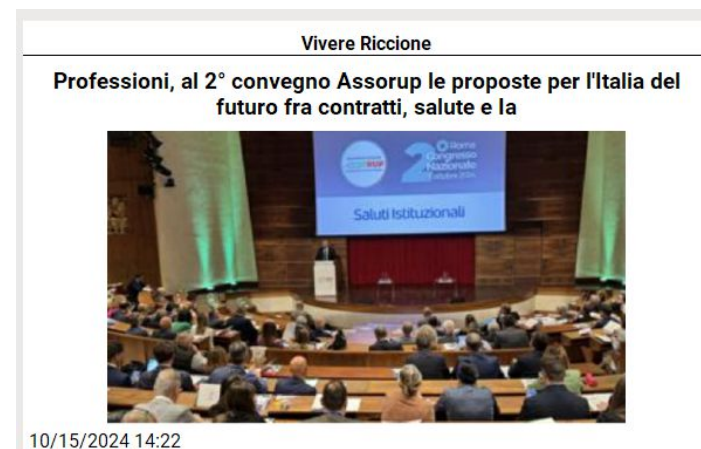 Vivere Riccione
Professioni, al 2° convegno Assorup le proposte per l'Italia del
futuro fra contratti, salute e la
2° Roma
Congresso
Nazionale
Saluti Istituzionali
10/15/2024 14:22